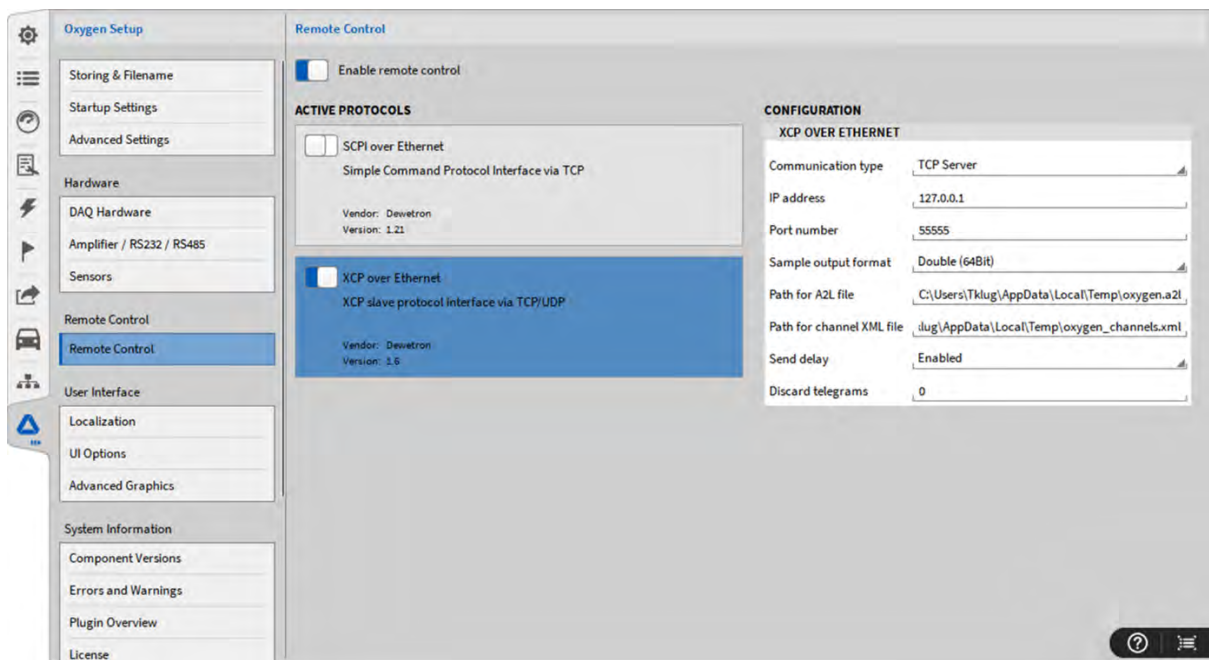 Oxygen Setup
Storing & Filename
Startup Settings
Advanced Settings
Hardware
DAQ Hardware
Amplifier / RS232 / RS485
Sensors
Remote Control
Remote Control
User Interface
Localization
UI Options
Advanced Graphics
System Information
Component Versions
Errors and Warnings
Plugin Overview
License
Remote Control
Enable remote control
ACTIVE PROTOCOLS
SCPI over Ethernet
Simple Command Protocol Interface via TCP
Vendor: Dewetron
Version: 1.21
XCP over Ethernet
XCP slave protocol interface via TCP/UDP
Vendor: Dewetron
Version: 1.6
CONFIGURATION
XCP OVER ETHERNET
Communication type TCP Server
IP address 127.0.0.1
Port number 55555
Sample output format Double (64Bit)
Path for A2L file C:\Users\Tklug\AppData\Local\Temp\oxygen.a2l
Path for channel XML file lug\AppData\Local\Temp\oxygen_channels.xml
Send delay Enabled
Discard telegrams 0